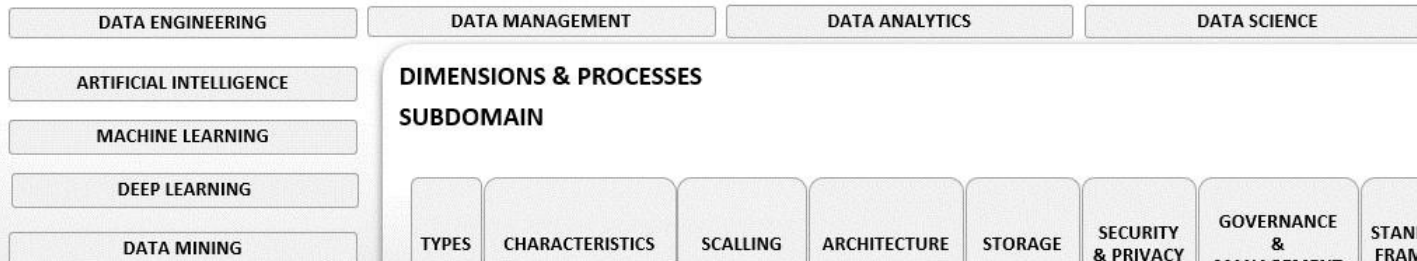 DATA ENGINEERING
DATA MANAGEMENT
DATA ANALYTICS
DATA SCIENCE
ARTIFICIAL INTELLIGENCE
MACHINE LEARNING
DEEP LEARNING
DATA MINING
DIMENSIONS & PROCESSES
SUBDOMAIN
TYPES
CHARACTERISTICS
SCALLING
ARCHITECTURE
STORAGE
SECURITY
& PRIVACY
GOVERNANCE
&
MANAGEMENT